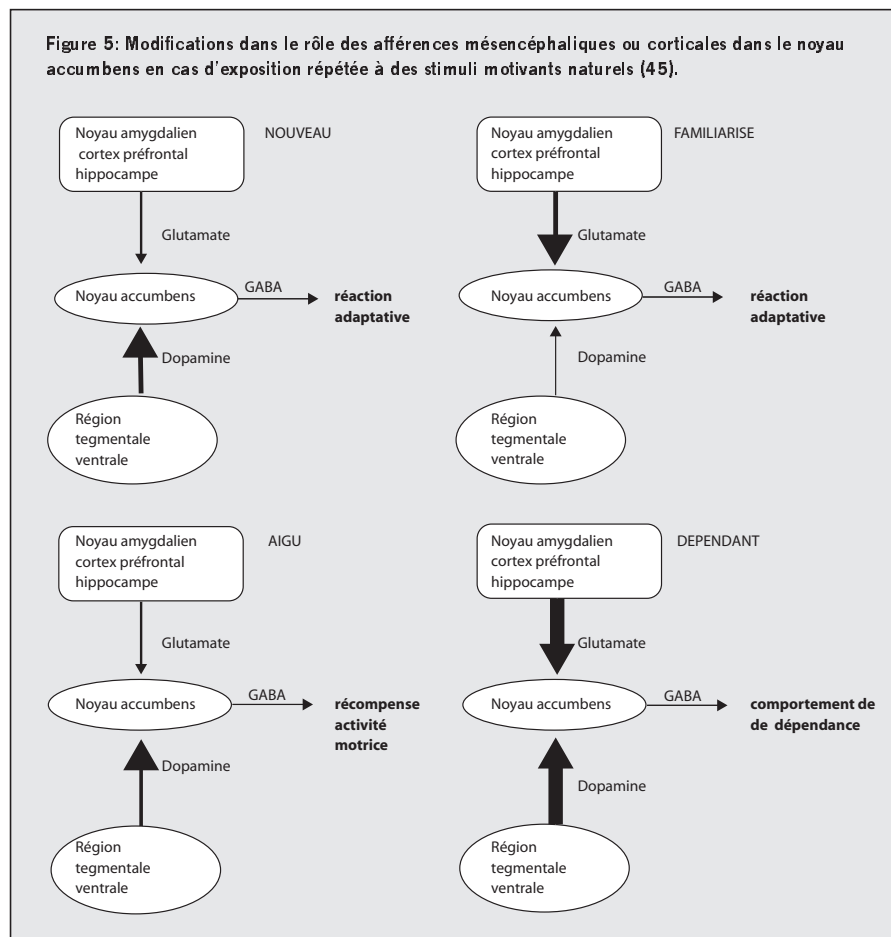 Figure 5: Modifications dans le rôle des afférences mésencéphaliques ou corticales dans le noyau
accumbens en cas d'exposition répétée à des stimuli motivants naturels (45).
Noyau amygdalien
cortex préfrontal
hippocampe
NOUVEAU
Glutamate
Noyau accumbens
GABA
réaction
adaptative
Dopamine
Région
tegmentale
ventrale
Noyau amygdalien
cortex préfrontal
hippocampe
FAMILIARISE
Glutamate
Noyau accumbens
GABA
réaction
adaptative
Dopamine
Région
tegmentale
ventrale
Noyau amygdalien
cortex préfrontal
hippocampe
AIGU
Glutamate
Noyau accumbens
GABA
récompense
activité
motrice
Dopamine
Région
tegmentale
ventrale
Noyau amygdalien
cortex préfrontal
hippocampe
DEPENDANT
Glutamate
Noyau accumbens
GABA
comportement de
de dépendance
Dopamine
Région
tegmentale
ventrale